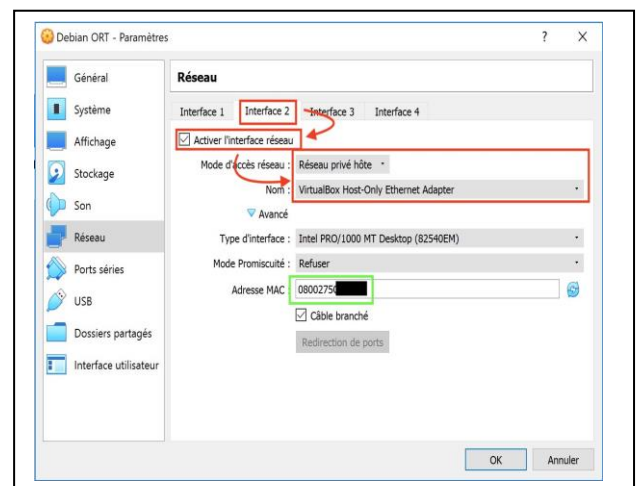 Debian ORT - Paramètres ? X
Général
Système
Affichage
Stockage
Son
Réseau
Ports séries
USB
Dossiers partagés
Interface utilisateur
Réseau
Interface 1 Interface 2 Interface 3 Interface 4
Activer l'interface réseau
Mode d'accès réseau : Réseau privé hôte
Nom : VirtualBox Host-Only Ethernet Adapter
Avancé
Type d'interface : Intel PRO/1000 MT Desktop (82540EM)
Mode Promiscuité : Refuser
Adresse MAC : 0800275
Câble branché
Redirection de ports
OK Annuler